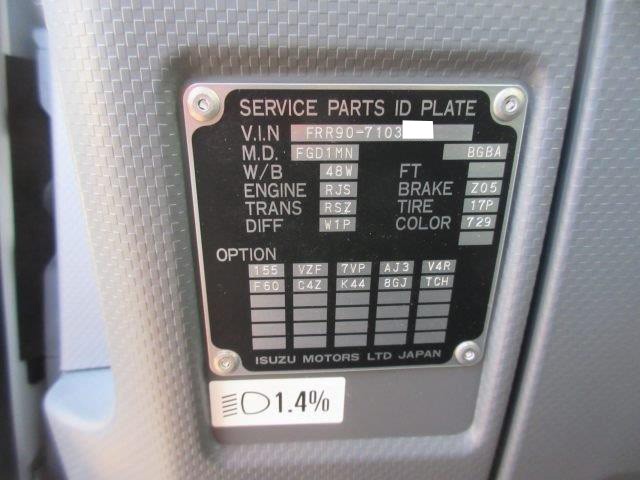 SERVICE PARTS ID PLATE
V.I.N FRR90-7103
M.D. FGD1MN BGBA
W/B 48W FT
ENGINE RJS BRAKE Z05
TRANS RSZ TIRE 17P
DIFF W1P COLOR 729
OPTION
155 VZF 7VP AJ3 V4R
F60 C4Z K44 8GJ TCH
ISUZU MOTORS LTD JAPAN
1.4%